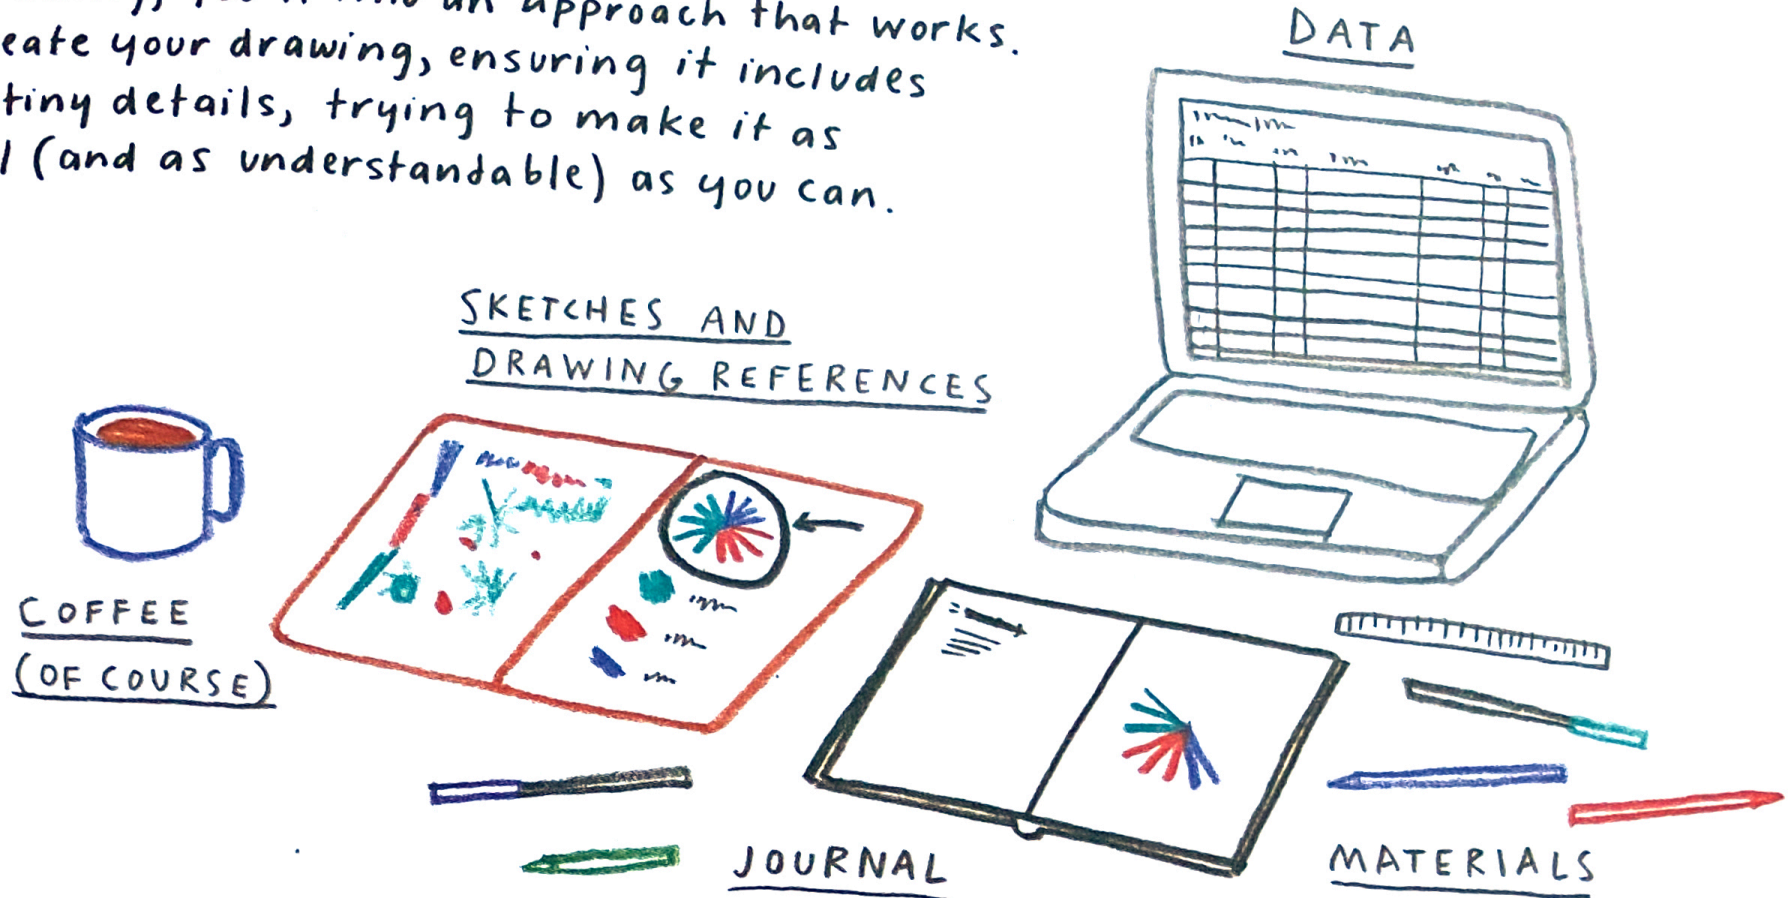 an approach that works.
eate your drawing, ensuring it includes
tiny details, trying to make it as
l (and as understandable) as you can.
DATA
SKETCHES AND
DRAWING REFERENCES
COFFEE
(OF COURSE)
JOURNAL
MATERIALS